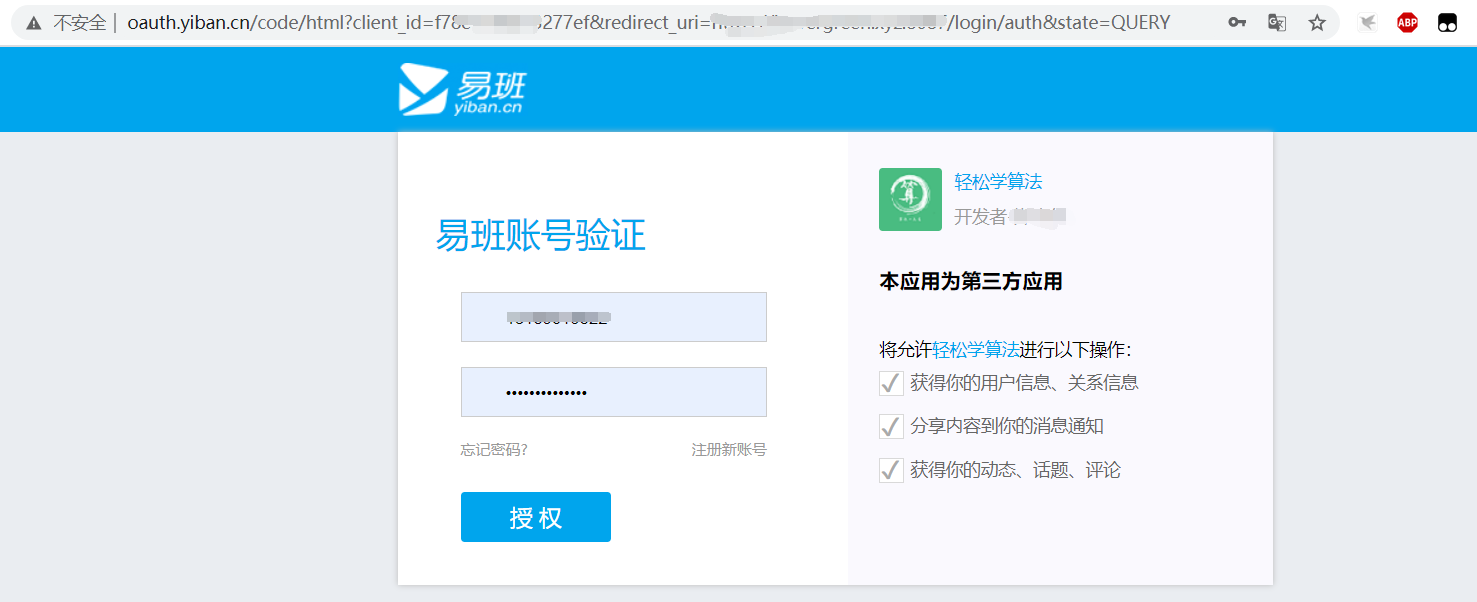 不安全 | oauth.yiban.cn/code/html?client_id=f78 277ef&redirect_uri= /login/auth&state=QUERY
ABP
易班
yiban.cn
易班账号验证
••••••••••••••
忘记密码? 注册新账号
授权
算
轻松学算法
开发者
本应用为第三方应用
将允许轻松学算法进行以下操作：
获得你的用户信息、关系信息
分享内容到你的消息通知
获得你的动态、话题、评论